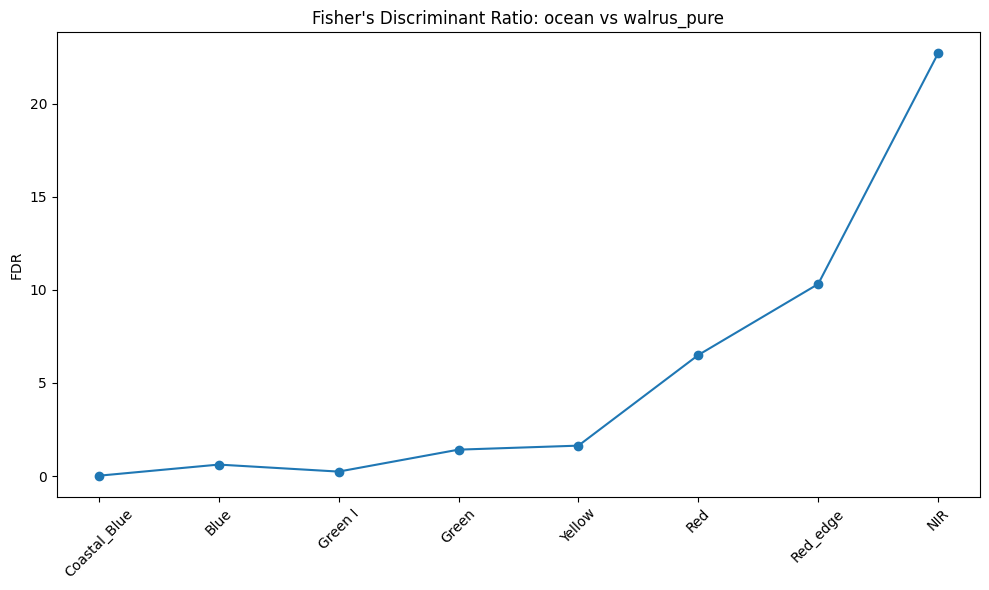 Fisher's Discriminant Ratio: ocean vs walrus_pure
FDR
20
15
10
5
0
Coastal_Blue
Blue
Green I
Green
Yellow
Red
Red_edge
NIR